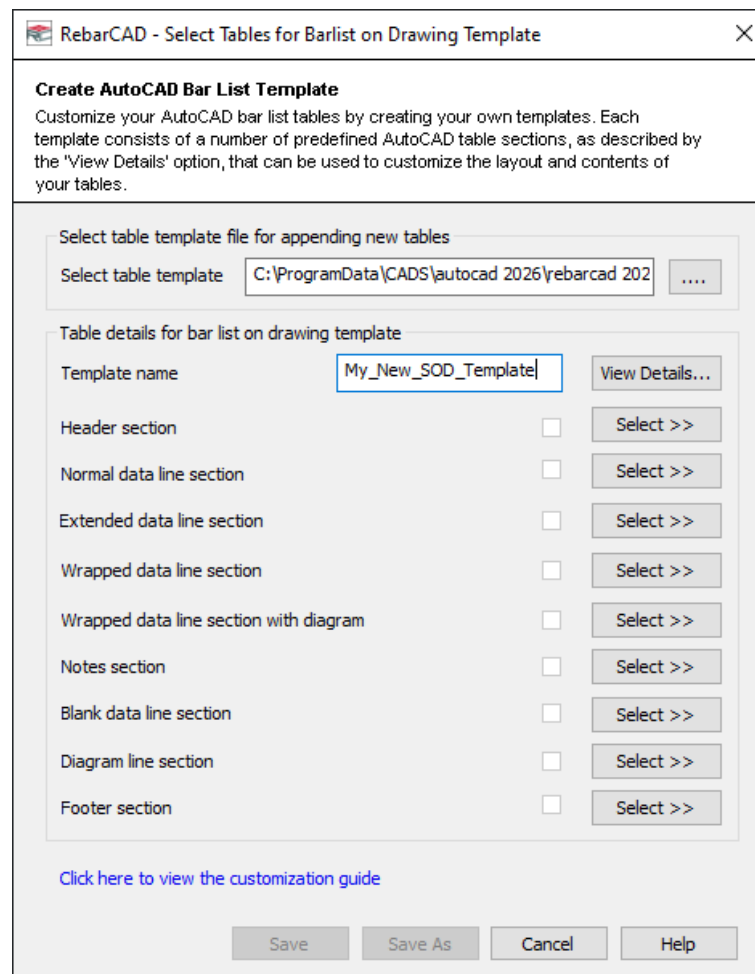 RebarCAD - Select Tables for Barlist on Drawing Template
Create AutoCAD Bar List Template
Customize your AutoCAD bar list tables by creating your own templates. Each
template consists of a number of predefined AutoCAD table sections, as described by
the 'View Details' option, that can be used to customize the layout and contents of
your tables.
Select table template file for appending new tables
Select table template C:\ProgramData\CADS\autocad 2026\rebarcad 202 ....
Table details for bar list on drawing template
Template name My_New_SOD_Template View Details...
Header section Select >>
Normal data line section Select >>
Extended data line section Select >>
Wrapped data line section Select >>
Wrapped data line section with diagram Select >>
Notes section Select >>
Blank data line section Select >>
Diagram line section Select >>
Footer section Select >>
Click here to view the customization guide
Save Save As Cancel Help